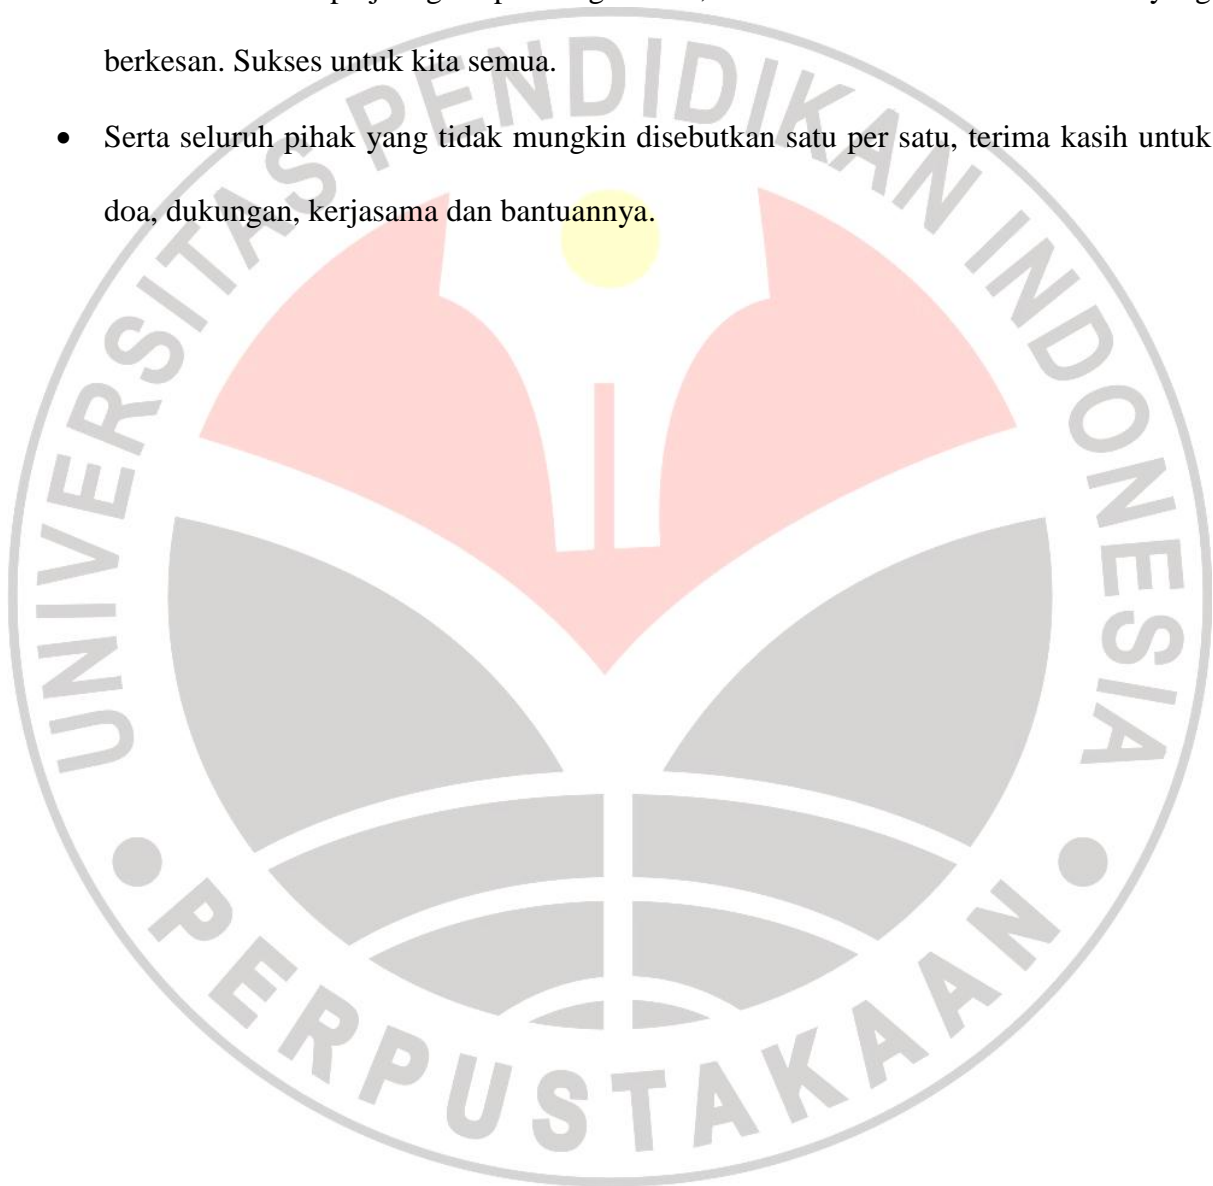 berkesan. Sukses untuk kita semua.
• Serta seluruh pihak yang tidak mungkin disebutkan satu per satu, terima kasih untuk
doa, dukungan, kerjasama dan bantuannya.
UNIVERSITAS PENDIDIKAN INDONESIA
PERPUSTAKAAN